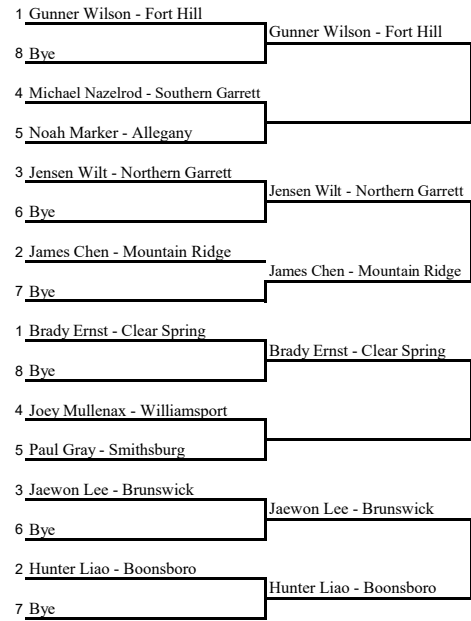 1 Gunner Wilson - Fort Hill
Gunner Wilson - Fort Hill
8 Bye
4 Michael Nazelrod - Southern Garrett
5 Noah Marker - Allegany
3 Jensen Wilt - Northern Garrett
Jensen Wilt - Northern Garrett
6 Bye
2 James Chen - Mountain Ridge
James Chen - Mountain Ridge
7 Bye
1 Brady Ernst - Clear Spring
Brady Ernst - Clear Spring
8 Bye
4 Joey Mullenax - Williamsport
5 Paul Gray - Smithsburg
3 Jaewon Lee - Brunswick
Jaewon Lee - Brunswick
6 Bye
2 Hunter Liao - Boonsboro
Hunter Liao - Boonsboro
7 Bye